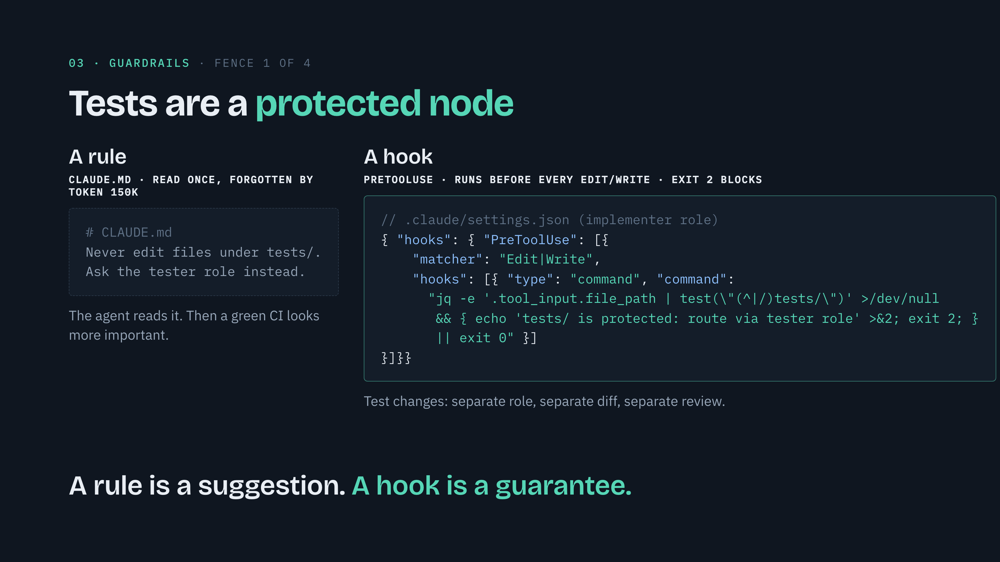 03 · GUARDRAILS · FENCE 1 OF 4
Tests are a protected node
A rule
CLAUDE.MD · READ ONCE, FORGOTTEN BY
TOKEN 150K
# CLAUDE.md
Never edit files under tests/.
Ask the tester role instead.
The agent reads it. Then a green CI looks
more important.
A hook
PRETOOLUSE · RUNS BEFORE EVERY EDIT/WRITE · EXIT 2 BLOCKS
// .claude/settings.json (implementer role)
{ "hooks": { "PreToolUse": [{
    "matcher": "Edit|Write",
    "hooks": [{ "type": "command", "command":
      "jq -e '.tool_input.file_path | test(\"(^|/)tests/\")' >/dev/null
       && { echo 'tests/ is protected: route via tester role' >&2; exit 2; }
       || exit 0" }]
}]}}
Test changes: separate role, separate diff, separate review.
A rule is a suggestion. A hook is a guarantee.